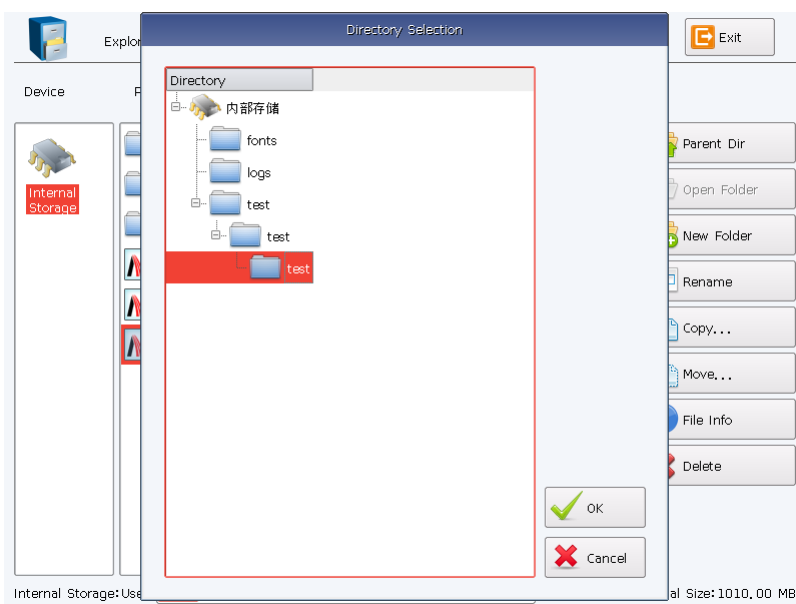 Directory Selection
Explor
Exit
Device
Directory
内部存储
fonts
Parent Dir
logs
Internal
Storage
Open Folder
test
test
New Folder
test
Rename
Copy...
Move...
File Info
Delete
OK
Cancel
Internal Storage:Use
al Size:1010.00 MB